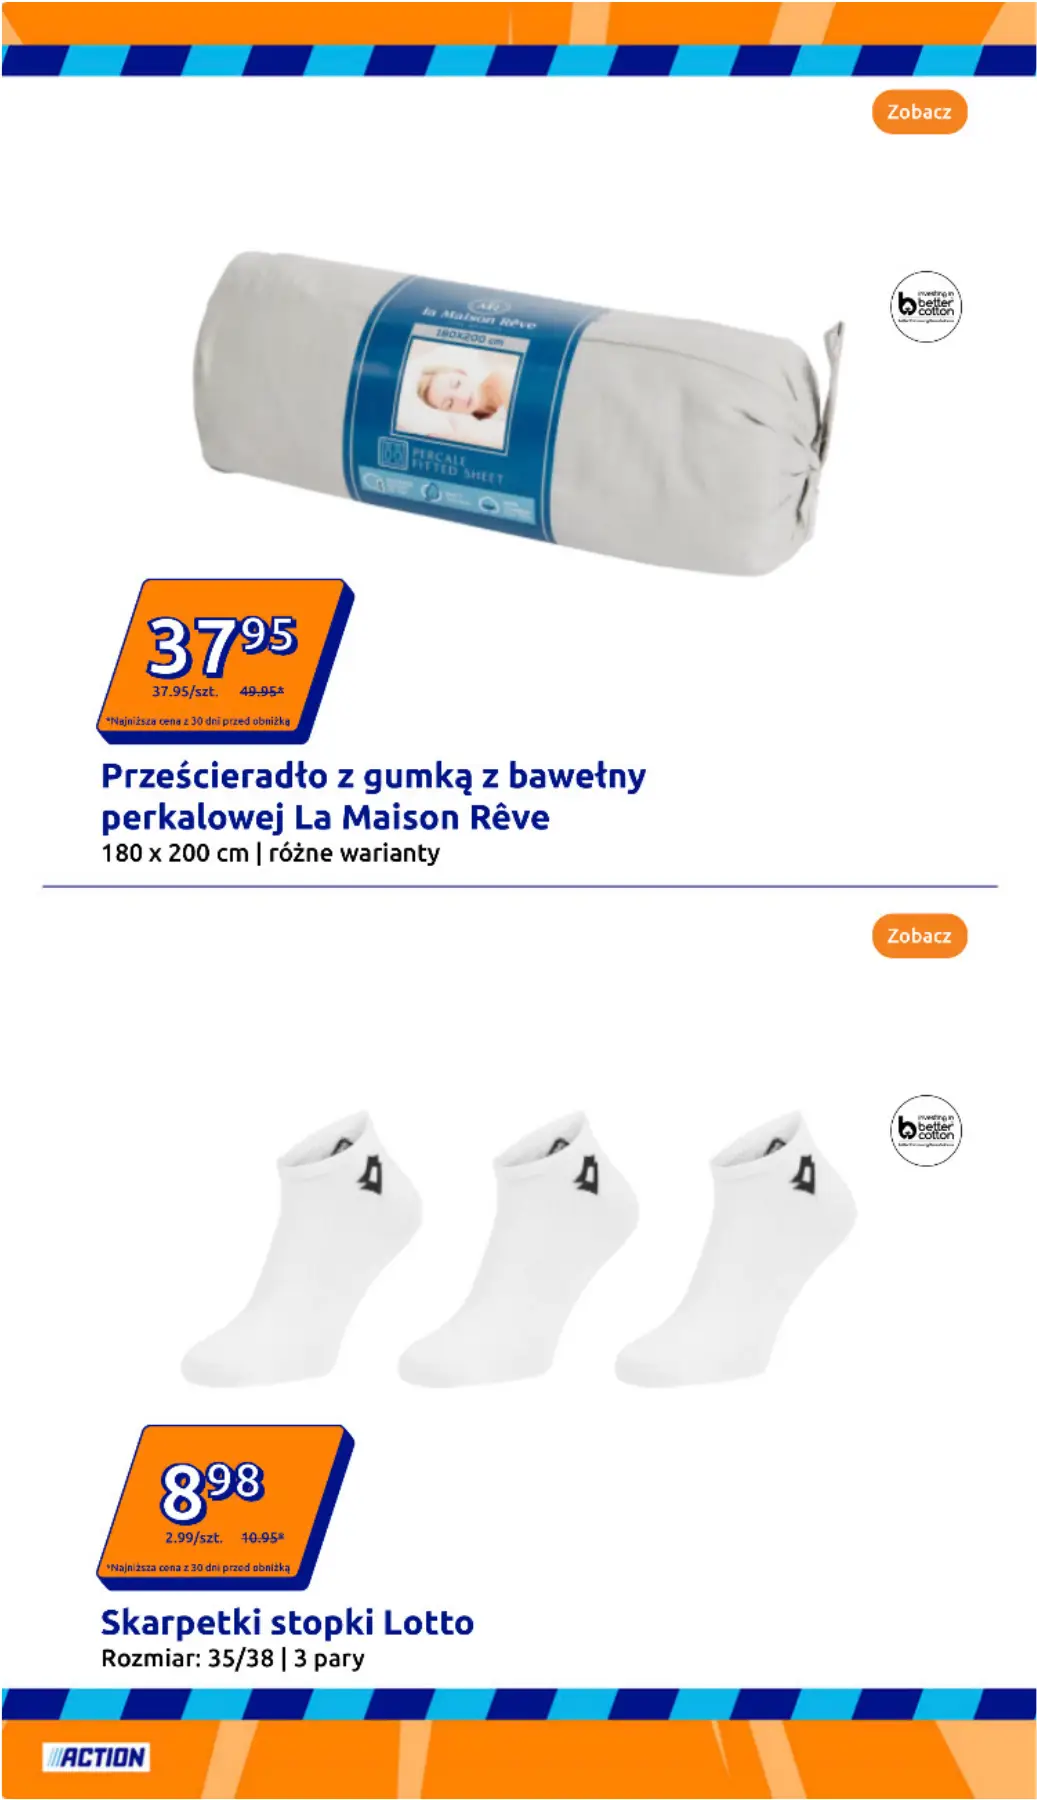 Zobacz
investing in
better
cotton
la Maison Rêve
180X200 cm
PERCALE
FITTED SHEET
37 95
37.95/szt. 49.95*
*Najniższa cena z 30 dni przed obniżką
Prześcieradło z gumką z bawełny
perkalowej La Maison Rêve
180 x 200 cm | różne warianty
Zobacz
investing in
better
cotton
8 98
2.99/szt. 10.95*
*Najniższa cena z 30 dni przed obniżką
Skarpetki stopki Lotto
Rozmiar: 35/38 | 3 pary
ACTION